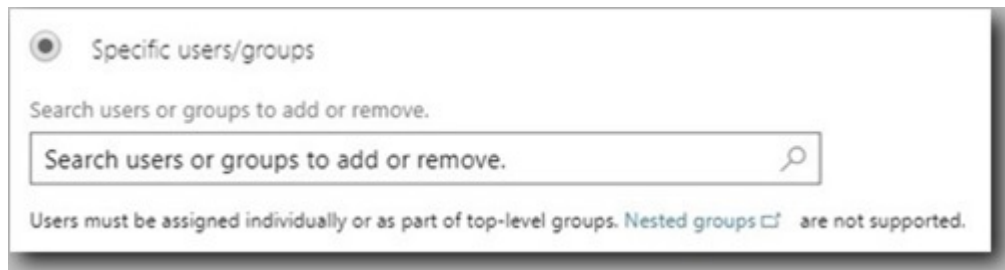 Specific users/groups
Search users or groups to add or remove.
Search users or groups to add or remove.
Users must be assigned individually or as part of top-level groups. Nested groups are not supported.